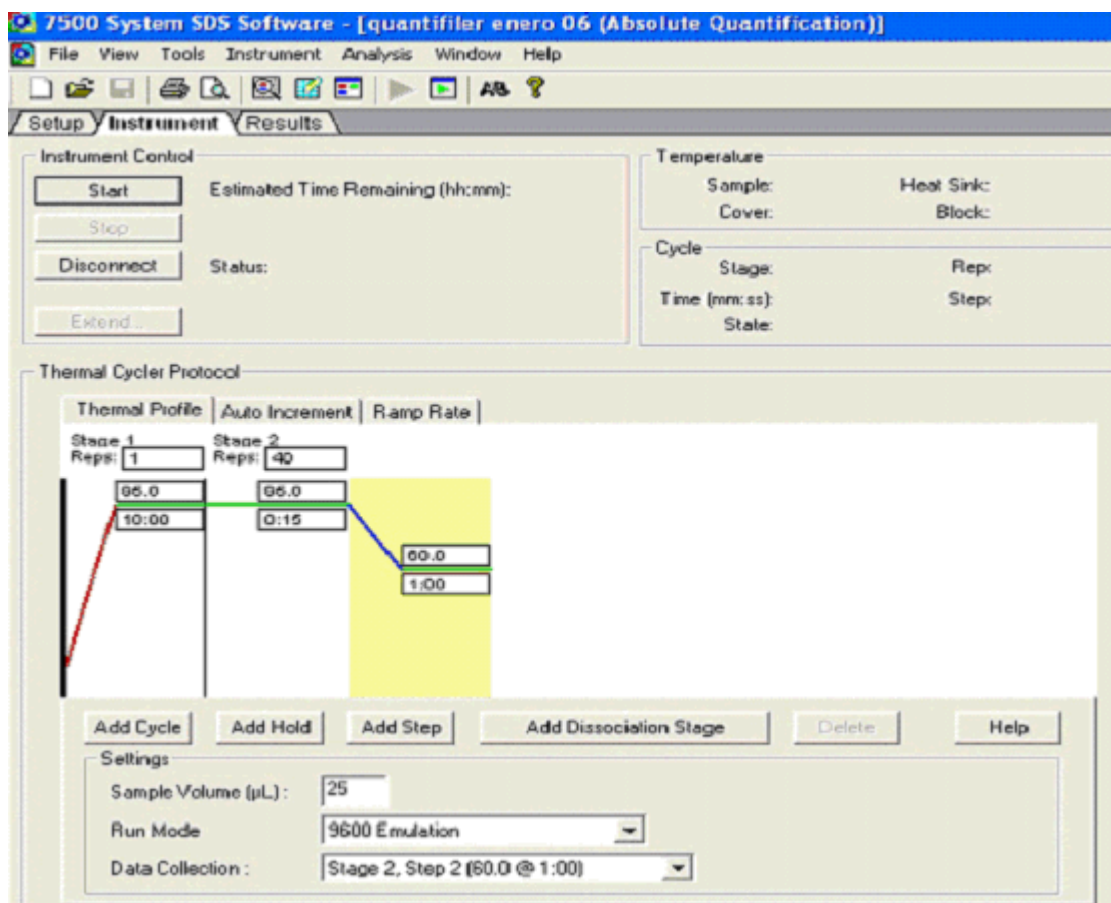 7500 System SDS Software - [quantifiler enero 06 (Absolute Quantification)]
File View Tools Instrument Analysis Window Help
Setup Instrument Results
Instrument Control
Start Estimated Time Remaining (hh:mm):
Stop
Disconnect Status:
Extend...
Temperature
Sample: Heat Sink:
Cover: Block:
Cycle
Stage: Rep:
Time (mm:ss): Step:
State:
Thermal Cycler Protocol
Thermal Profile Auto Increment Ramp Rate
Stage 1 Stage 2
Reps: 1 Reps: 40
95.0 95.0
10:00 0:15
60.0
1:00
Add Cycle Add Hold Add Step Add Dissociation Stage Delete Help
Settings
Sample Volume (µL) : 25
Run Mode 9600 Emulation
Data Collection : Stage 2, Step 2 (60.0 @ 1:00)